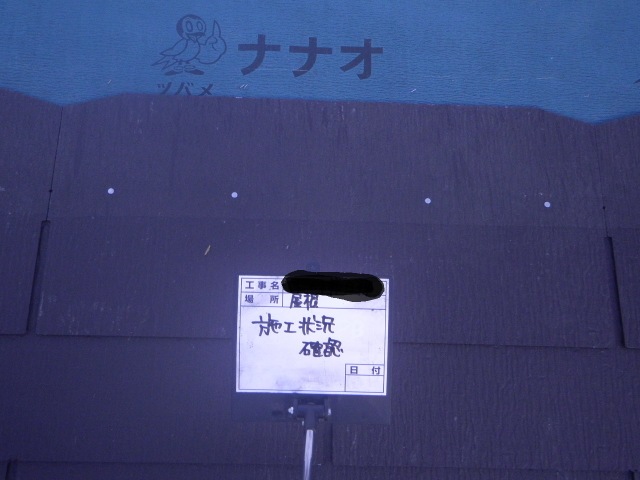 ナナオ
ツバメ
工事名
場所 屋根
施工状況
確認
日付